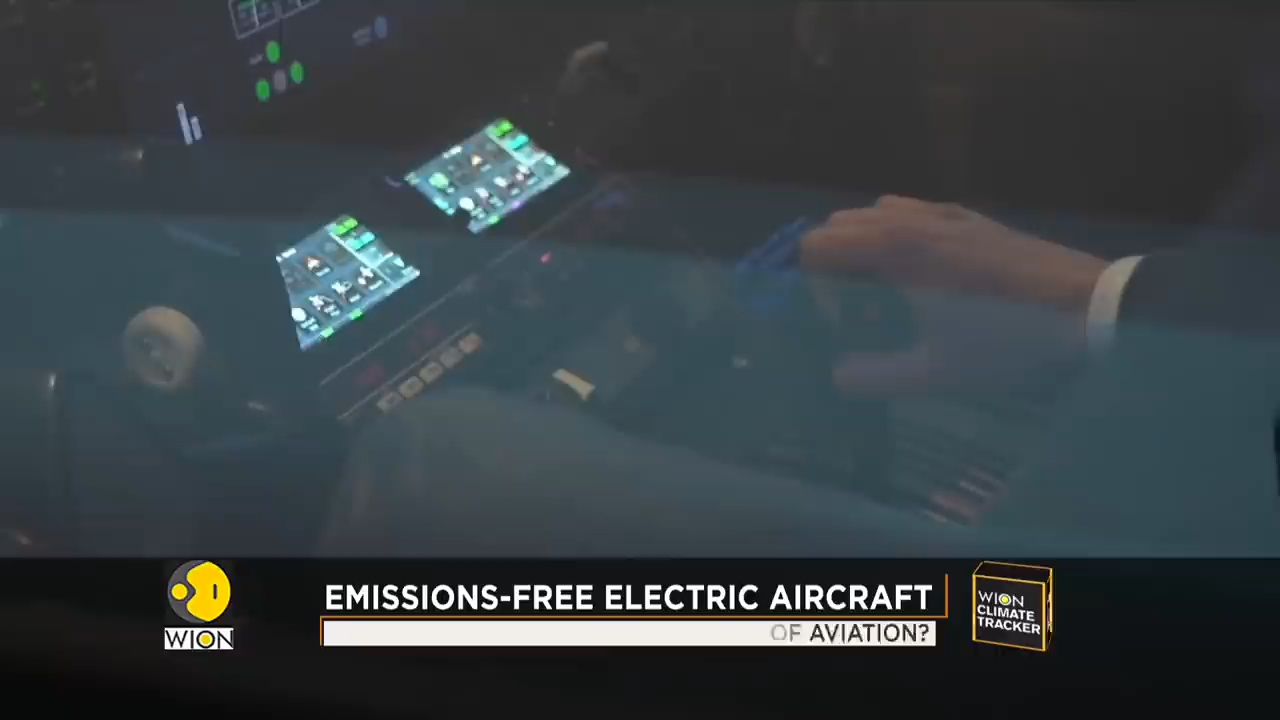 EMISSIONS-FREE ELECTRIC AIRCRAFT
OF AVIATION?
WION
WION
CLIMATE
TRACKER